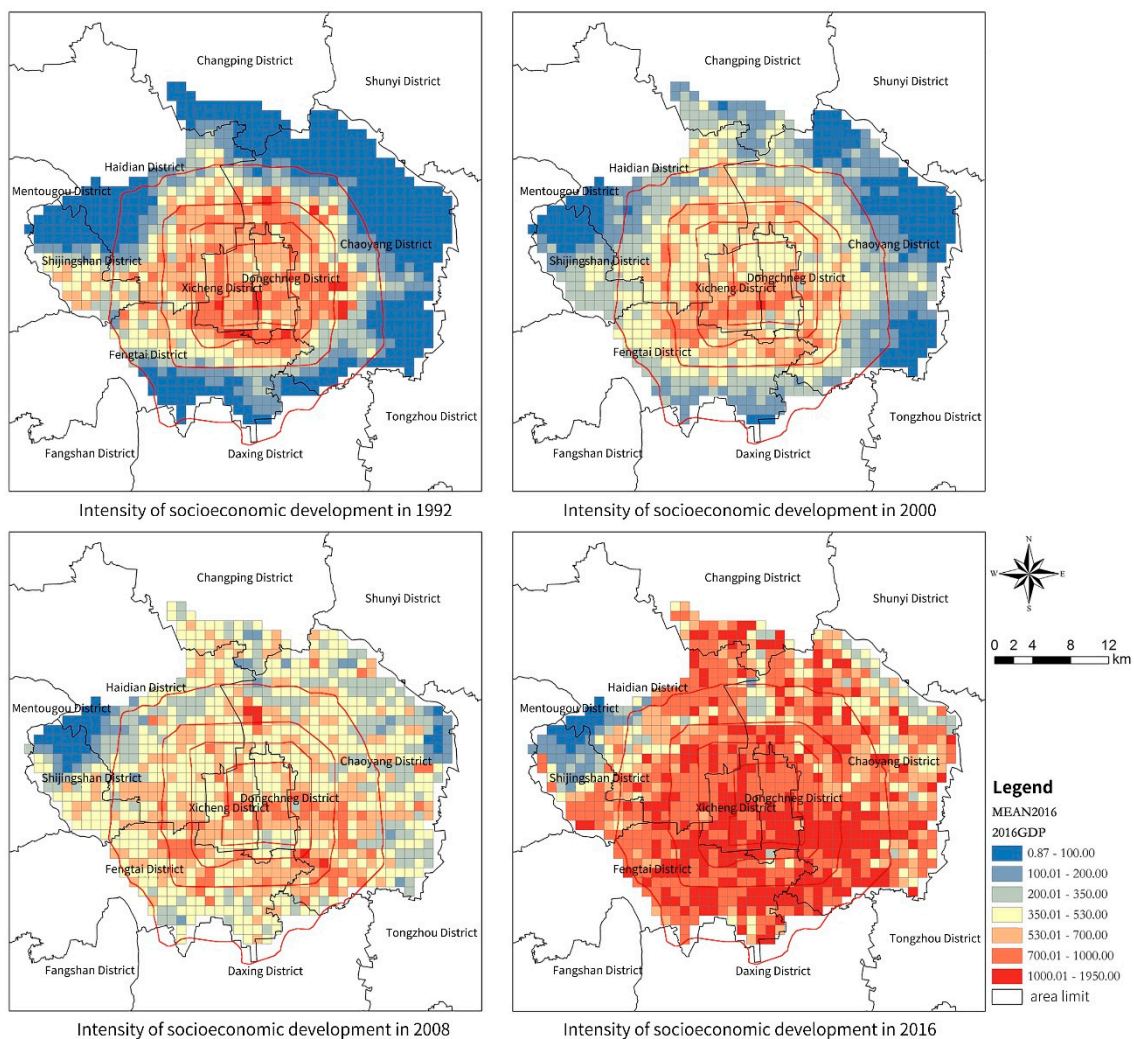 Changping District
Shunyi District
Haidian District
Mentougou District
Chaoyang District
Shijingshan District
Dongchneg District
Xicheng District
Fengtai District
Tongzhou District
Fangshan District
Daxing District
Intensity of socioeconomic development in 1992
Changping District
Shunyi District
Haidian District
Mentougou District
Chaoyang District
Shijingshan District
Dongchneg District
Xicheng District
Fengtai District
Tongzhou District
Fangshan District
Daxing District
Intensity of socioeconomic development in 2000
Changping District
Shunyi District
Haidian District
Mentougou District
Chaoyang District
Shijingshan District
Dongchneg District
Xicheng District
Fengtai District
Tongzhou District
Fangshan District
Daxing District
Intensity of socioeconomic development in 2008
Changping District
Shunyi District
Haidian District
Mentougou District
Chaoyang District
Shijingshan District
Dongchneg District
Xicheng District
Fengtai District
Tongzhou District
Fangshan District
Daxing District
Intensity of socioeconomic development in 2016
N
W E
S
0 2 4 8 12
km
Legend
MEAN2016
2016GDP
0.87 - 100.00
100.01 - 200.00
200.01 - 350.00
350.01 - 530.00
530.01 - 700.00
700.01 - 1000.00
1000.01 - 1950.00
area limit